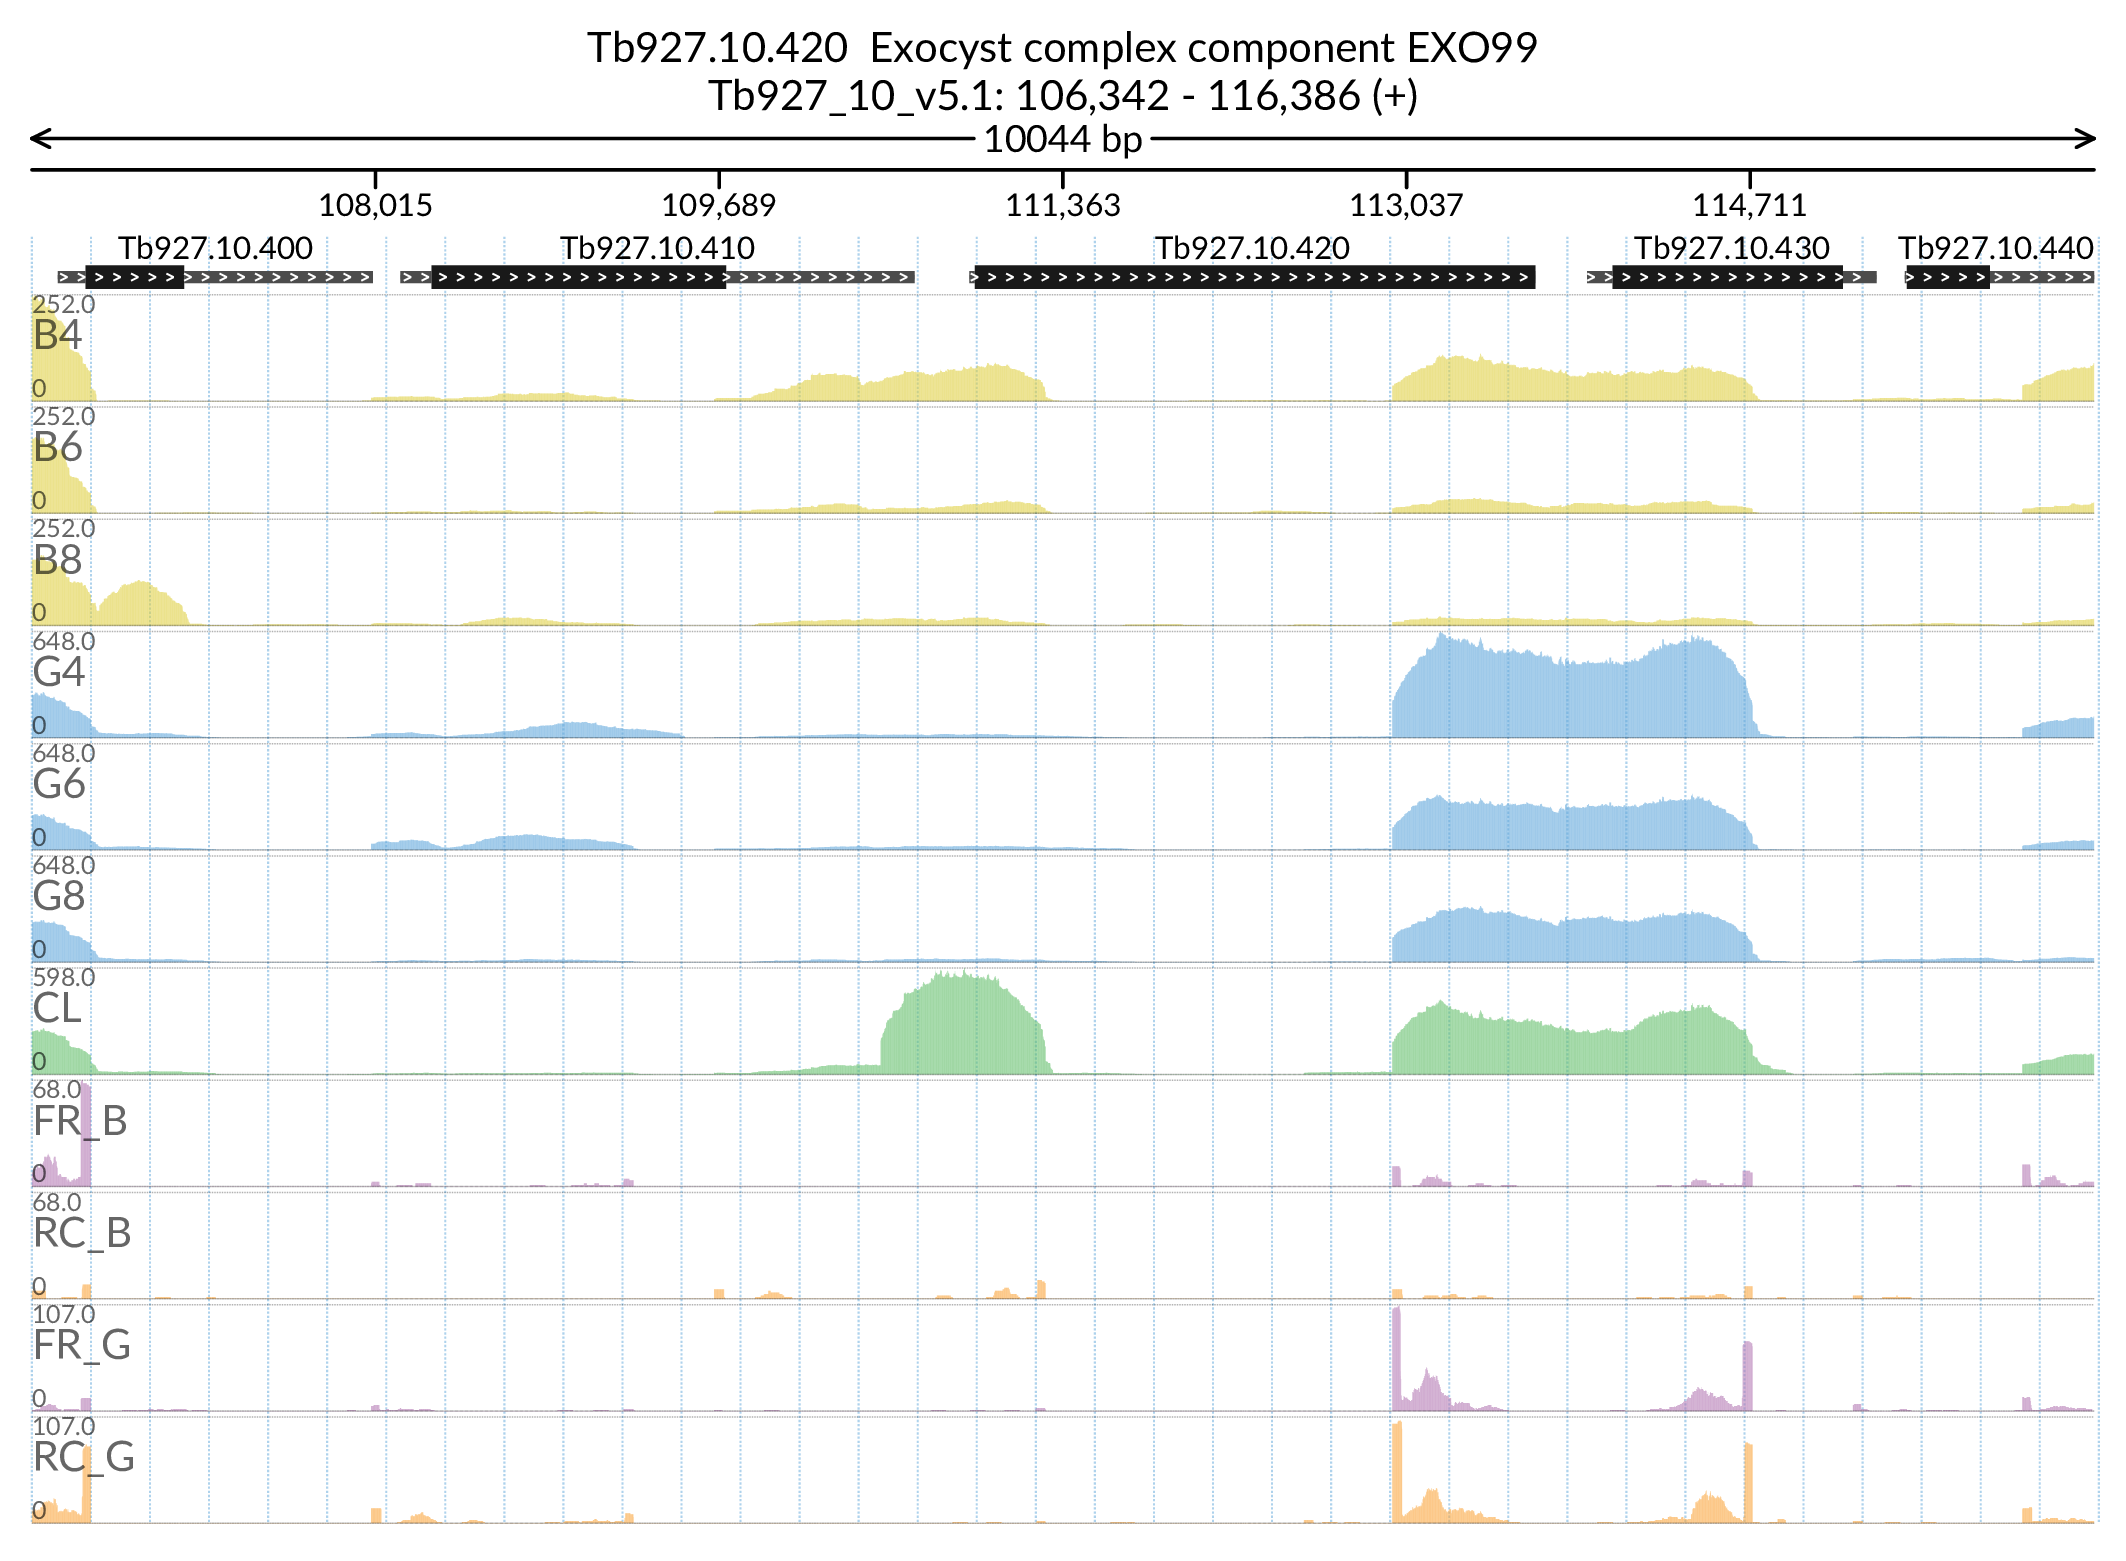 Tb927.10.420 Exocyst complex component EXO99
Tb927_10_v5.1: 106,342 - 116,386 (+)
10044 bp
108,015 109,689 111,363 113,037 114,711
Tb927.10.400 Tb927.10.410 Tb927.10.420 Tb927.10.430 Tb927.10.440
252.0
B4
0
252.0
B6
0
252.0
B8
0
648.0
G4
0
648.0
G6
0
648.0
G8
0
598.0
CL
0
68.0
FR_B
0
68.0
RC_B
0
107.0
FR_G
0
107.0
RC_G
0